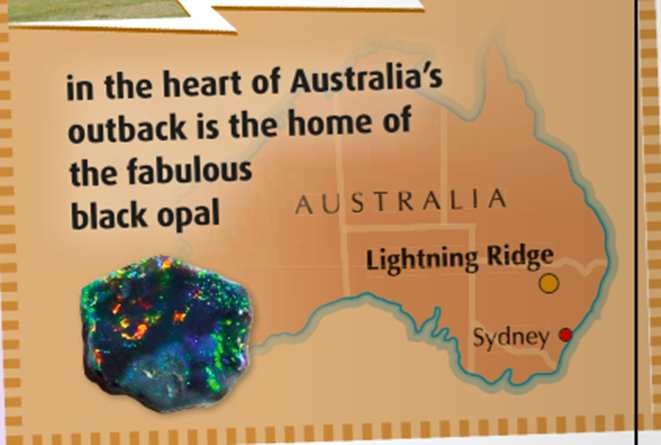 in the heart of Australia's
outback is the home of
the fabulous
black opal
AUSTRALIA
Lightning Ridge
Sydney